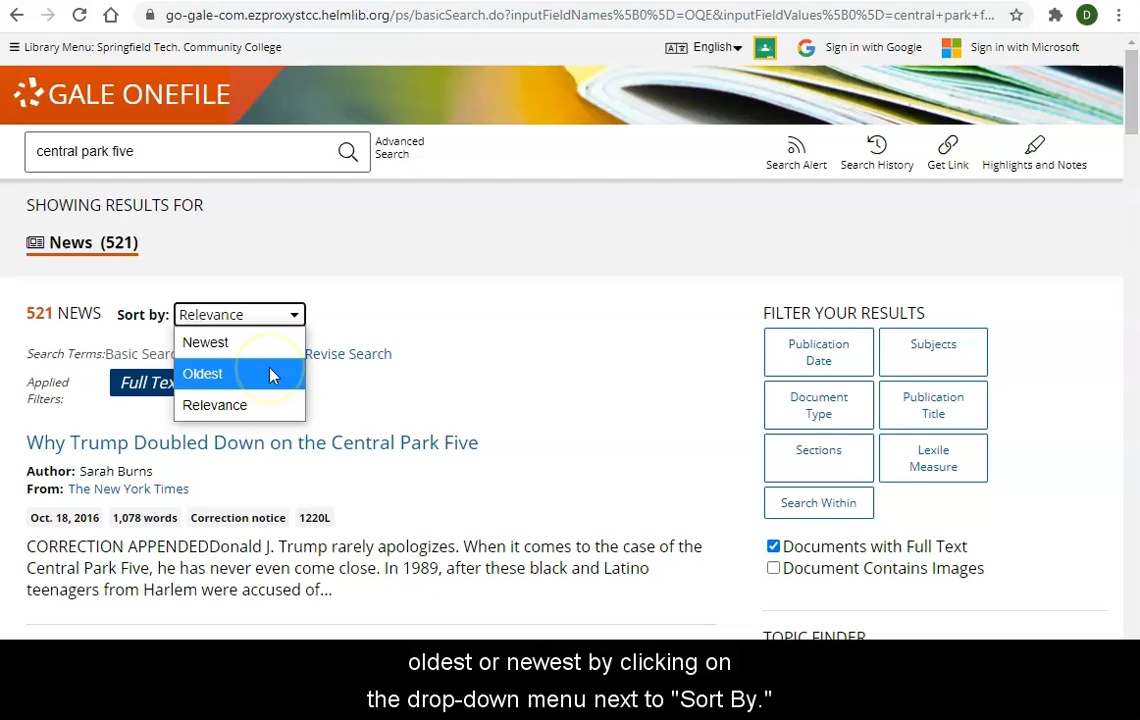 go-gale-com.ezproxystcc.helmlib.org/ps/basicSearch.do?inputFieldNames%5B0%5D=OQE&inputFieldValues%5B0%5D=central+park+f...
D
Library Menu: Springfield Tech. Community College
English
Sign in with Google
Sign in with Microsoft
GALE ONEFILE
central park five
Advanced
Search
Search Alert
Search History
Get Link
Highlights and Notes
SHOWING RESULTS FOR
News (521)
521 NEWS
Sort by:
Relevance
Newest
Oldest
Relevance
Search Terms:Basic Sear
Revise Search
Applied
Filters:
Full Tex
Why Trump Doubled Down on the Central Park Five
Author: Sarah Burns
From: The New York Times
Oct. 18, 2016
1,078 words
Correction notice
1220L
CORRECTION APPENDEDDonald J. Trump rarely apologizes. When it comes to the case of the
Central Park Five, he has never even come close. In 1989, after these black and Latino
teenagers from Harlem were accused of...
FILTER YOUR RESULTS
Publication
Date
Subjects
Document
Type
Publication
Title
Sections
Lexile
Measure
Search Within
Documents with Full Text
Document Contains Images
TOPIC FINDER
oldest or newest by clicking on
the drop-down menu next to "Sort By."